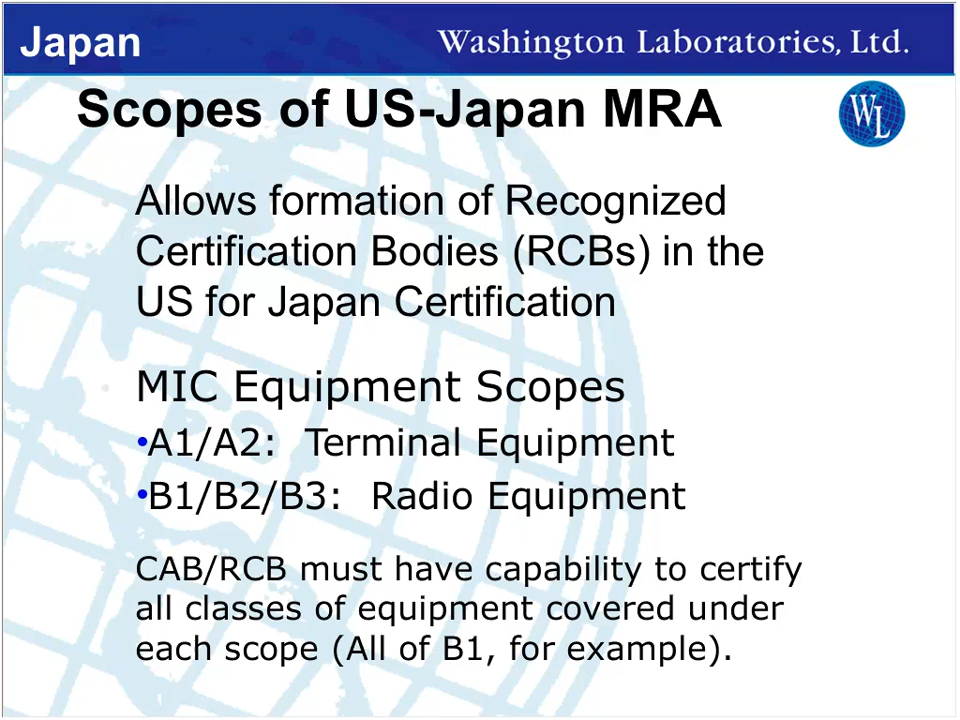 Japan
Washington Laboratories, Ltd.
Scopes of US-Japan MRA
WL
Allows formation of Recognized
Certification Bodies (RCBs) in the
US for Japan Certification
• MIC Equipment Scopes
•A1/A2: Terminal Equipment
•B1/B2/B3: Radio Equipment
CAB/RCB must have capability to certify
all classes of equipment covered under
each scope (All of B1, for example).